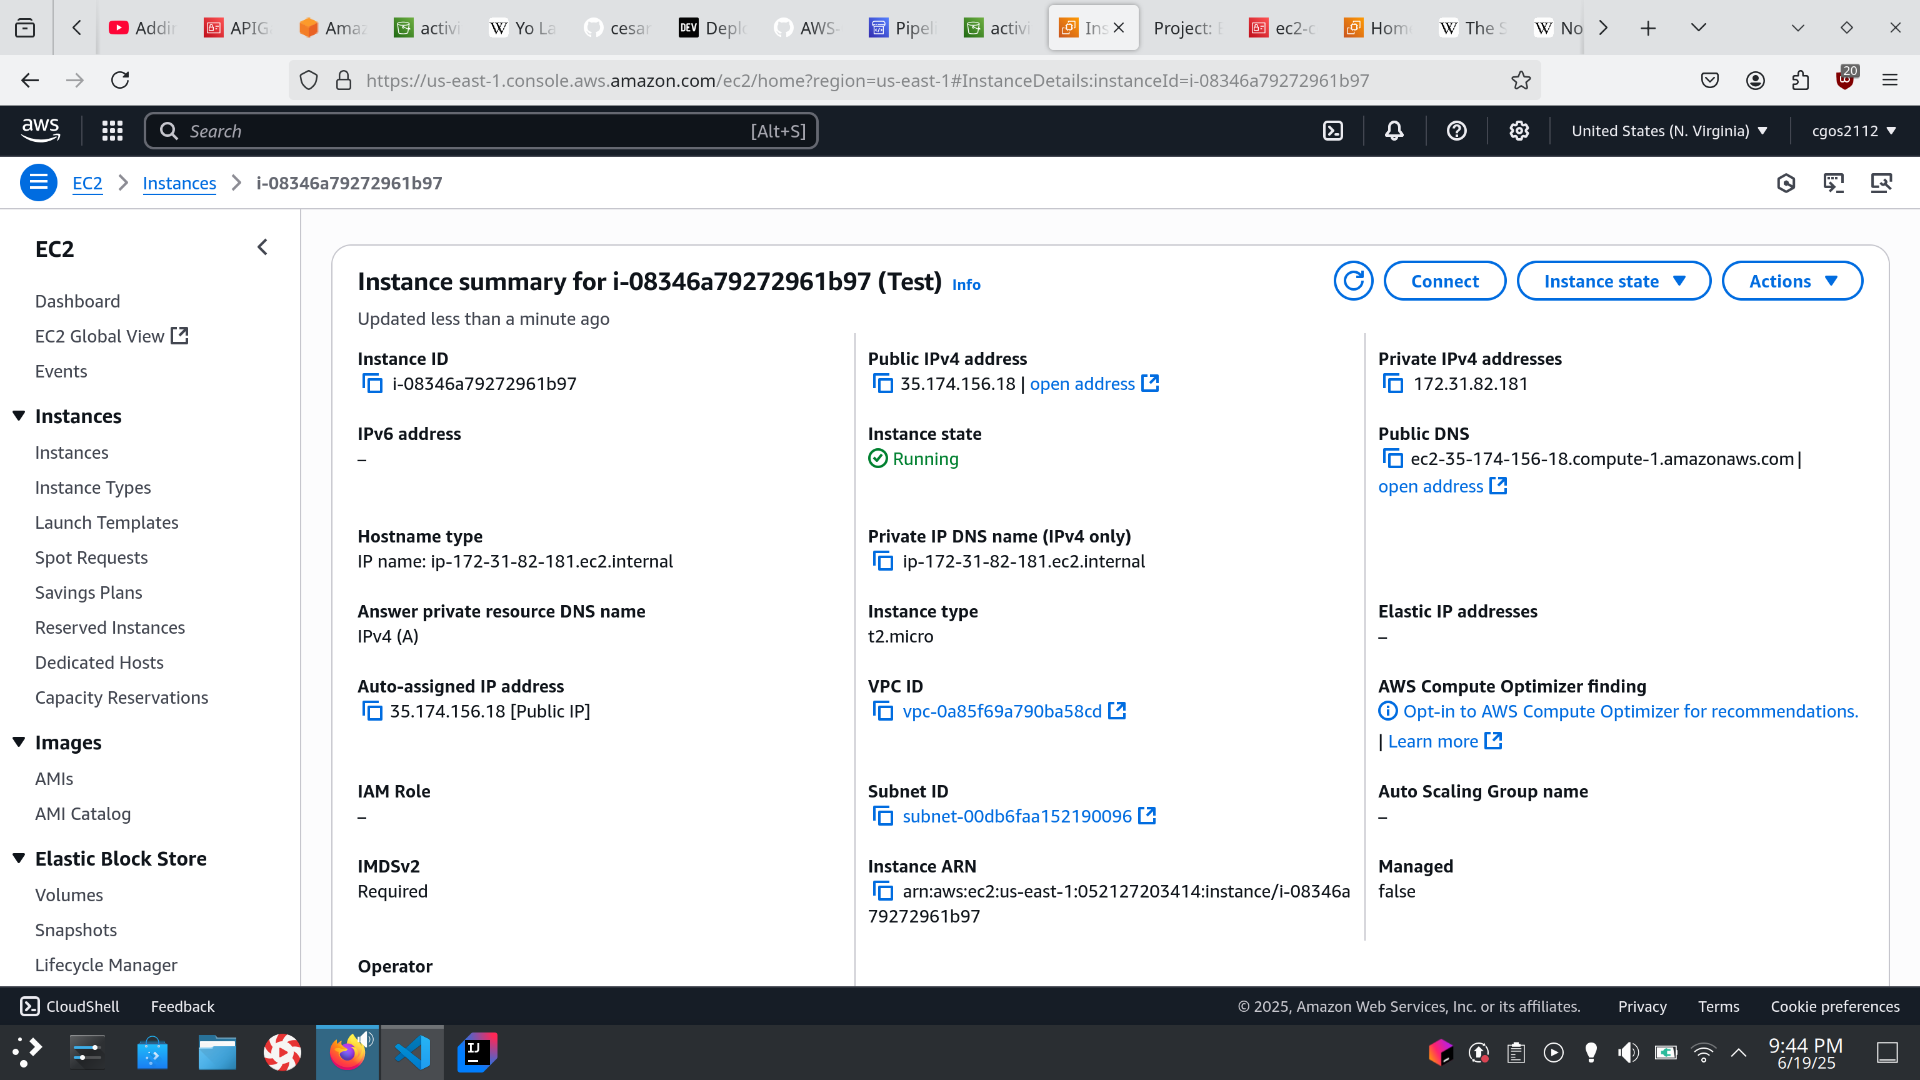 Addi
APIG
Amaz
activi
Yo La
cesar
DEV Deplo
AWS-
Pipeli
activi
Ins
Project: E
ec2-c
Home
The S
No
https://us-east-1.console.aws.amazon.com/ec2/home?region=us-east-1#InstanceDetails:instanceId=i-08346a79272961b97
20
aws
Search
[Alt+S]
United States (N. Virginia)
cgos2112
EC2
Instances
i-08346a79272961b97
EC2
Dashboard
EC2 Global View
Events
Instances
Instances
Instance Types
Launch Templates
Spot Requests
Savings Plans
Reserved Instances
Dedicated Hosts
Capacity Reservations
Images
AMIs
AMI Catalog
Elastic Block Store
Volumes
Snapshots
Lifecycle Manager
Instance summary for i-08346a79272961b97 (Test) Info
Updated less than a minute ago
Connect
Instance state
Actions
Instance ID
i-08346a79272961b97
Public IPv4 address
35.174.156.18 | open address
Private IPv4 addresses
172.31.82.181
IPv6 address
–
Instance state
Running
Public DNS
ec2-35-174-156-18.compute-1.amazonaws.com |
open address
Hostname type
IP name: ip-172-31-82-181.ec2.internal
Private IP DNS name (IPv4 only)
ip-172-31-82-181.ec2.internal
Answer private resource DNS name
IPv4 (A)
Instance type
t2.micro
Elastic IP addresses
–
Auto-assigned IP address
35.174.156.18 [Public IP]
VPC ID
vpc-0a85f69a790ba58cd
AWS Compute Optimizer finding
Opt-in to AWS Compute Optimizer for recommendations.
| Learn more
IAM Role
–
Subnet ID
subnet-00db6faa152190096
Auto Scaling Group name
–
IMDSv2
Required
Instance ARN
arn:aws:ec2:us-east-1:052127203414:instance/i-08346a
79272961b97
Managed
false
Operator
CloudShell
Feedback
© 2025, Amazon Web Services, Inc. or its affiliates.
Privacy
Terms
Cookie preferences
IJ
9:44 PM
6/19/25